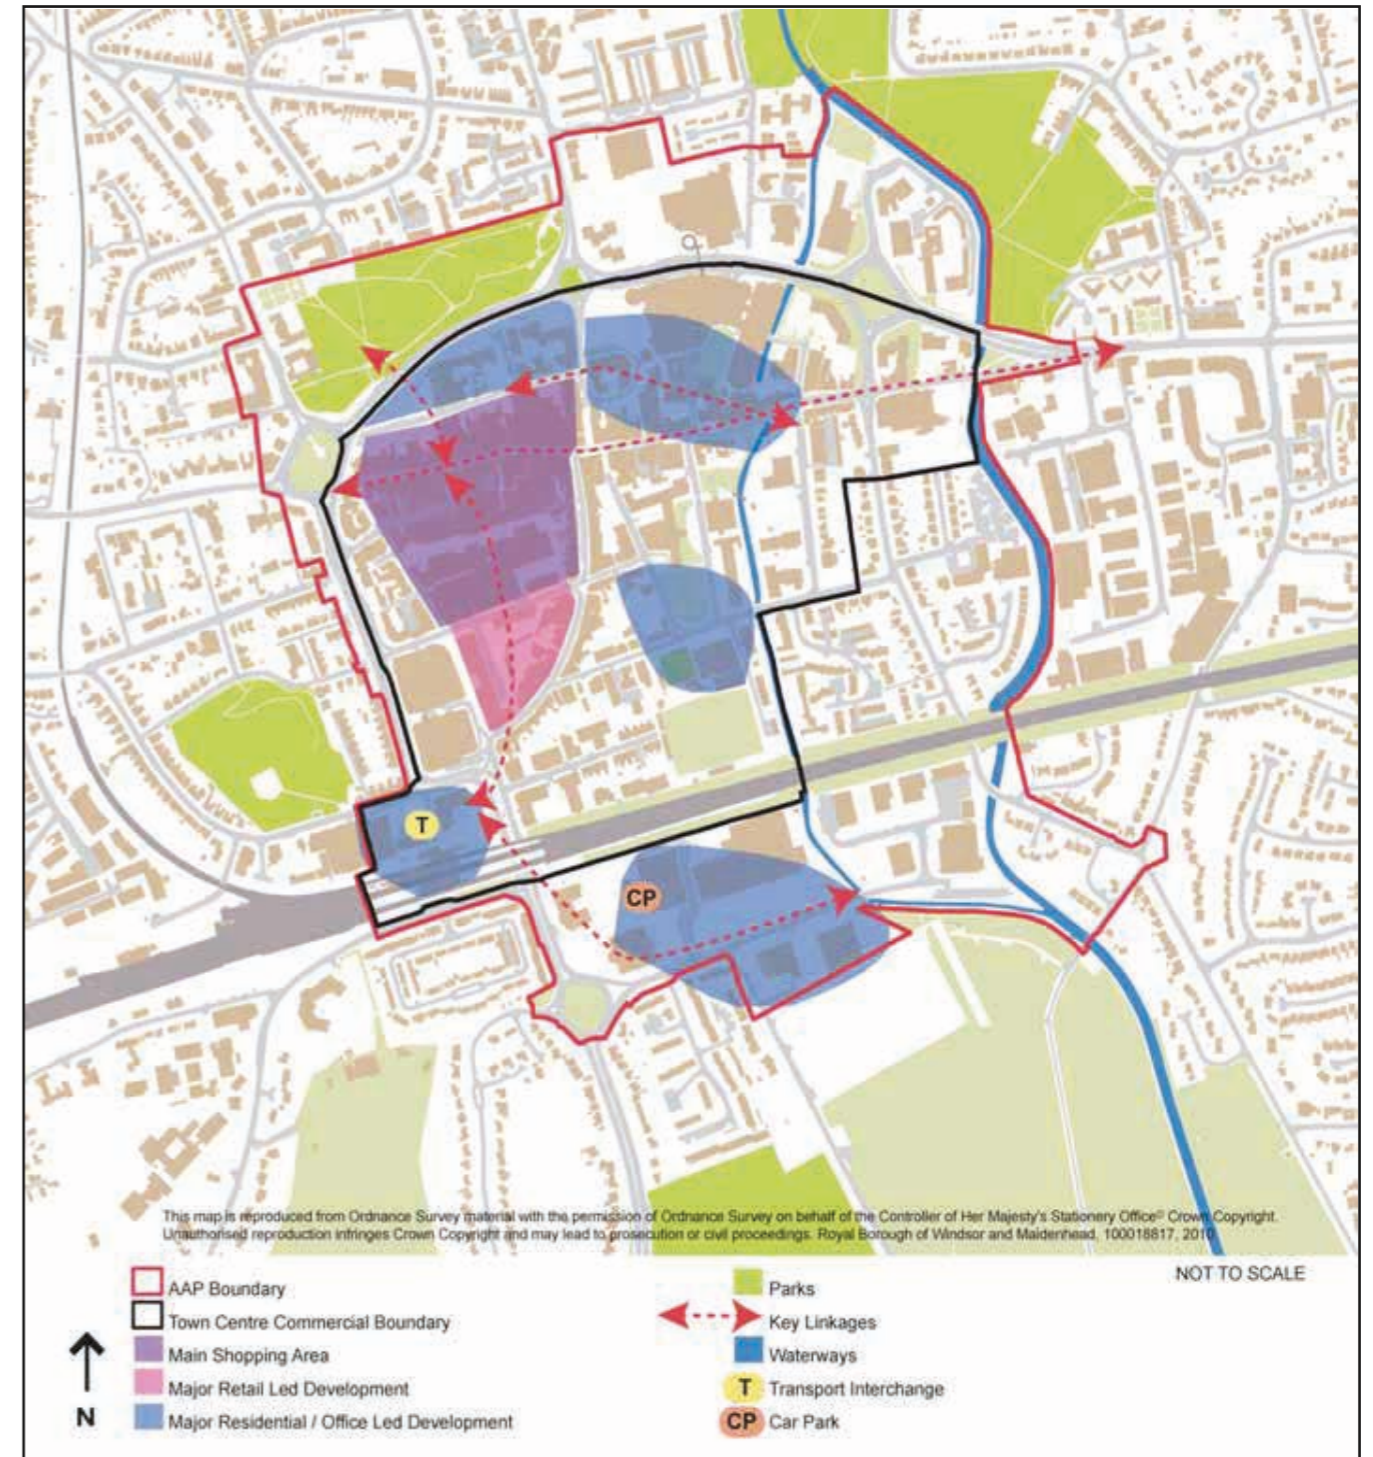 T
CP
This map is reproduced from Ordnance Survey material with the permission of Ordnance Survey on behalf of the Controller of Her Majesty's Stationery Office© Crown Copyright.
Unauthorised reproduction infringes Crown Copyright and may lead to prosecution or civil proceedings. Royal Borough of Windsor and Maidenhead, 100018817, 2010
NOT TO SCALE
AAP Boundary
Town Centre Commercial Boundary
Main Shopping Area
Major Retail Led Development
Major Residential / Office Led Development
N
Parks
Key Linkages
Waterways
T Transport Interchange
CP Car Park